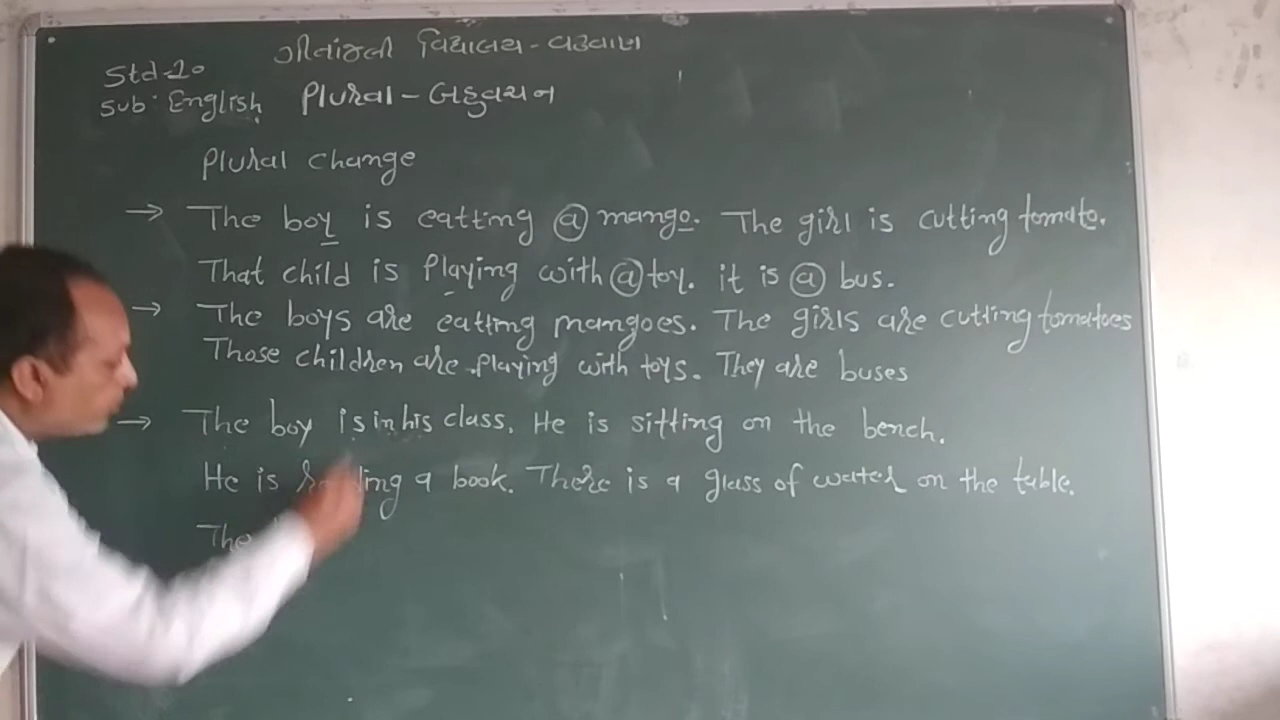 ગીતાંજલી વિદ્યાલય - વઢવાણ
Std-10
Sub: English
Plural - બહુવચન
Plural change
→ The boy is eatting a mango. The girl is cutting tomato.
That child is playing with a toy. it is a bus.
→ The boys are eatting mangoes. The girls are cutting tomatoes
Those children are playing with toys. They are buses
→ The boy is in his class. He is sitting on the bench.
He is a book. There is a glass of water on the table.
The